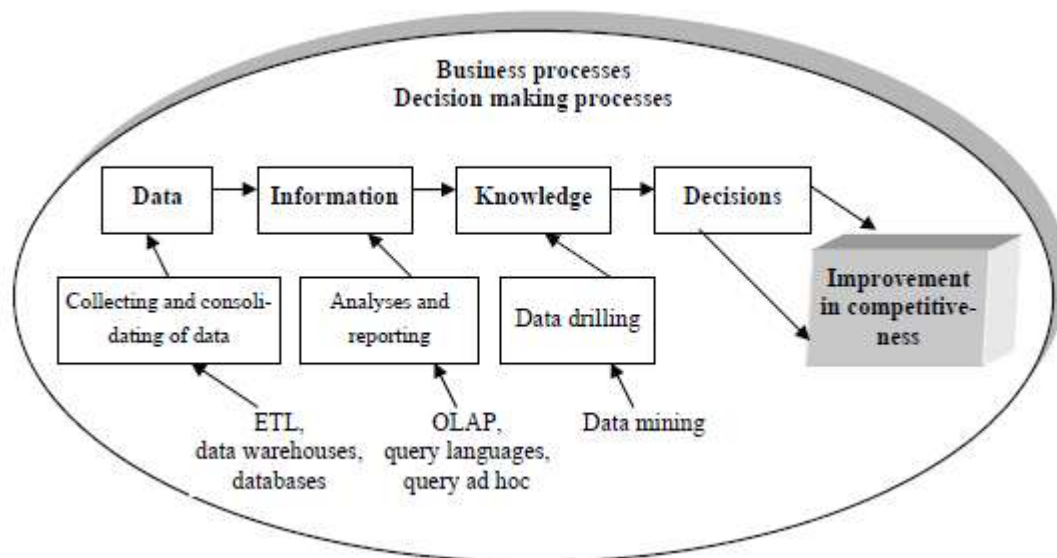 Business processes
Decision making processes
Data
Information
Knowledge
Decisions
Improvement
in competitive-
ness
Collecting and consoli-
dating of data
Analyses and
reporting
Data drilling
ETL,
data warehouses,
databases
OLAP,
query languages,
query ad hoc
Data mining